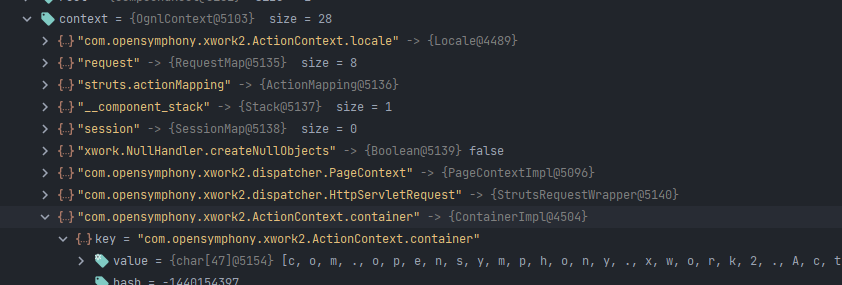 context = {OgnlContext@5103} size = 28
{..} "com.opensymphony.xwork2.ActionContext.locale" -> {Locale@4489}
{..} "request" -> {RequestMap@5135} size = 8
{..} "struts.actionMapping" -> {ActionMapping@5136}
{..} "__component_stack" -> {Stack@5137} size = 1
{..} "session" -> {SessionMap@5138} size = 0
{..} "xwork.NullHandler.createNullObjects" -> {Boolean@5139} false
{..} "com.opensymphony.xwork2.dispatcher.PageContext" -> {PageContextImpl@5096}
{..} "com.opensymphony.xwork2.dispatcher.HttpServletRequest" -> {StrutsRequestWrapper@5140}
{..} "com.opensymphony.xwork2.ActionContext.container" -> {ContainerImpl@4504}
{..} key = "com.opensymphony.xwork2.ActionContext.container"
value = {char[47]@5154} [c, o, m, ., o, p, e, n, s, y, m, p, h, o, n, y, ., x, w, o, r, k, 2, ., A, c, t
hash = -1440154397